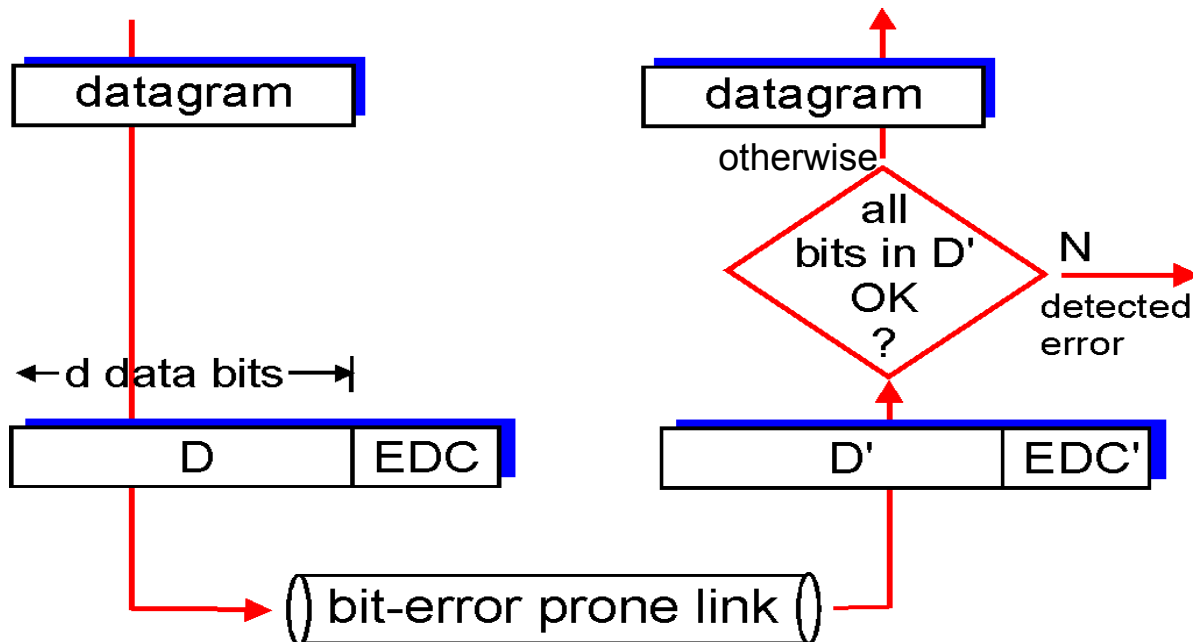 datagram
d data bits
D
EDC
bit-error prone link
D'
EDC'
all
bits in D'
OK
?
N
detected
error
otherwise
datagram